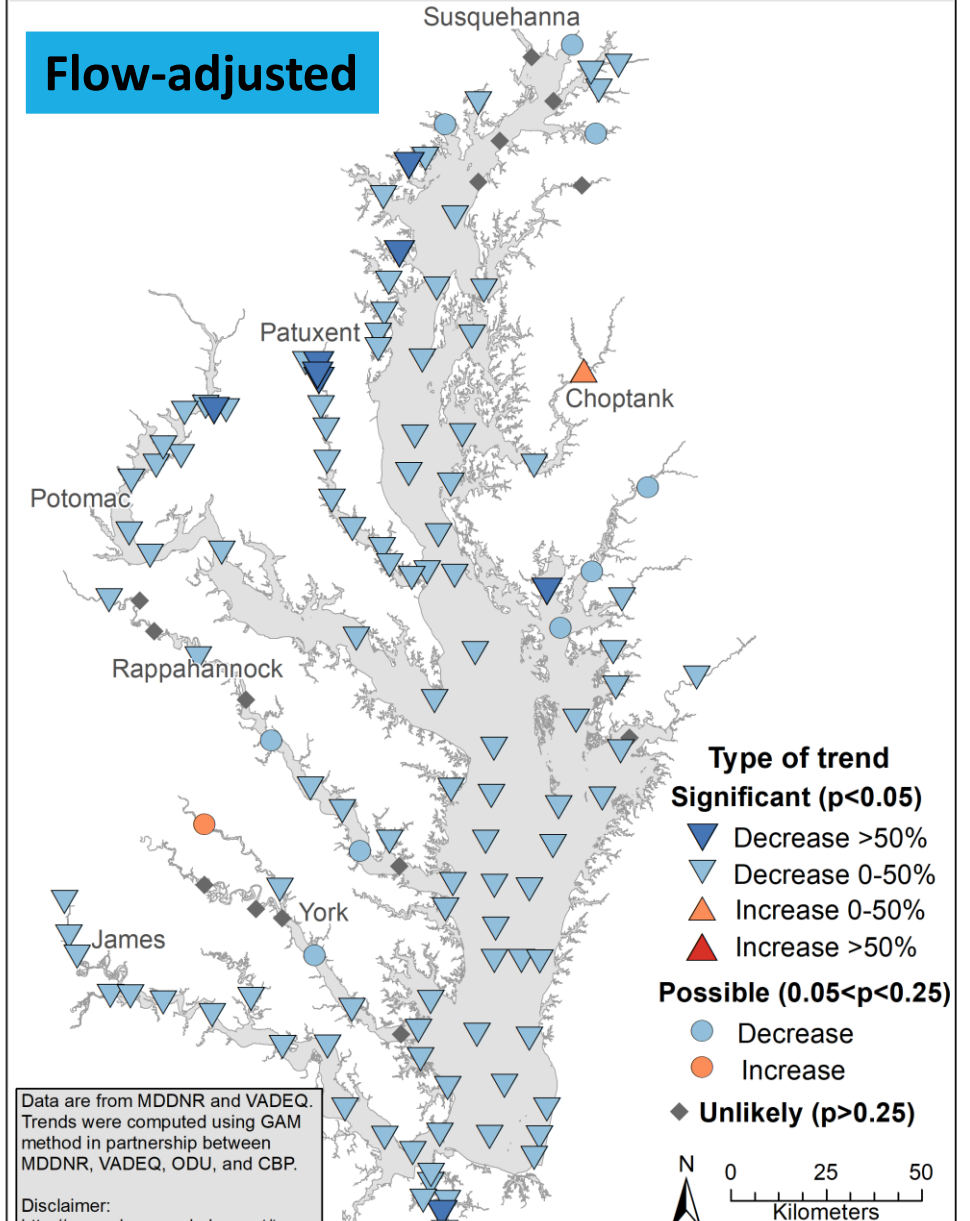 Susquehanna
Flow-adjusted
Patuxent
Choptank
Potomac
Rappahannock
York
James
Type of trend
Significant (p<0.05)
Decrease >50%
Decrease 0-50%
Increase 0-50%
Increase >50%
Possible (0.05<p<0.25)
Decrease
Increase
Unlikely (p>0.25)
Data are from MDDNR and VADEQ.
Trends were computed using GAM
method in partnership between
MDDNR, VADEQ, ODU, and CBP.
Disclaimer:
N
0 25 50
Kilometers